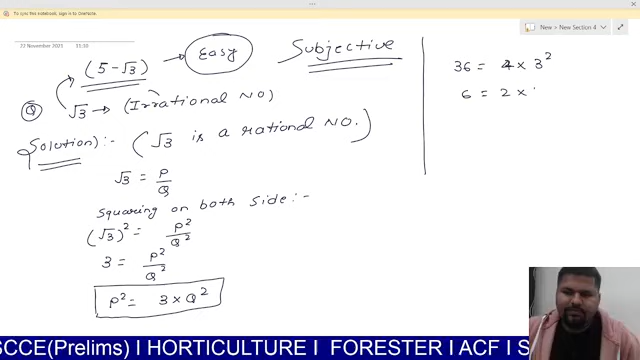 To sync this notebook, sign in to OneNote.
New > New Section 4
22 November 2021 11:10
(5-√3) → Easy Subjective
Q √3 → (Irrational NO)
Solution:- (√3 is a rational NO.)
√3 = P/Q
Squaring on both side:-
(√3)² = P²/Q²
3 = P²/Q²
P² = 3 × Q²
36 = 4 × 3²
6 = 2 ×
SCCE(Prelims) I HORTICULTURE I FORESTER I ACF I S